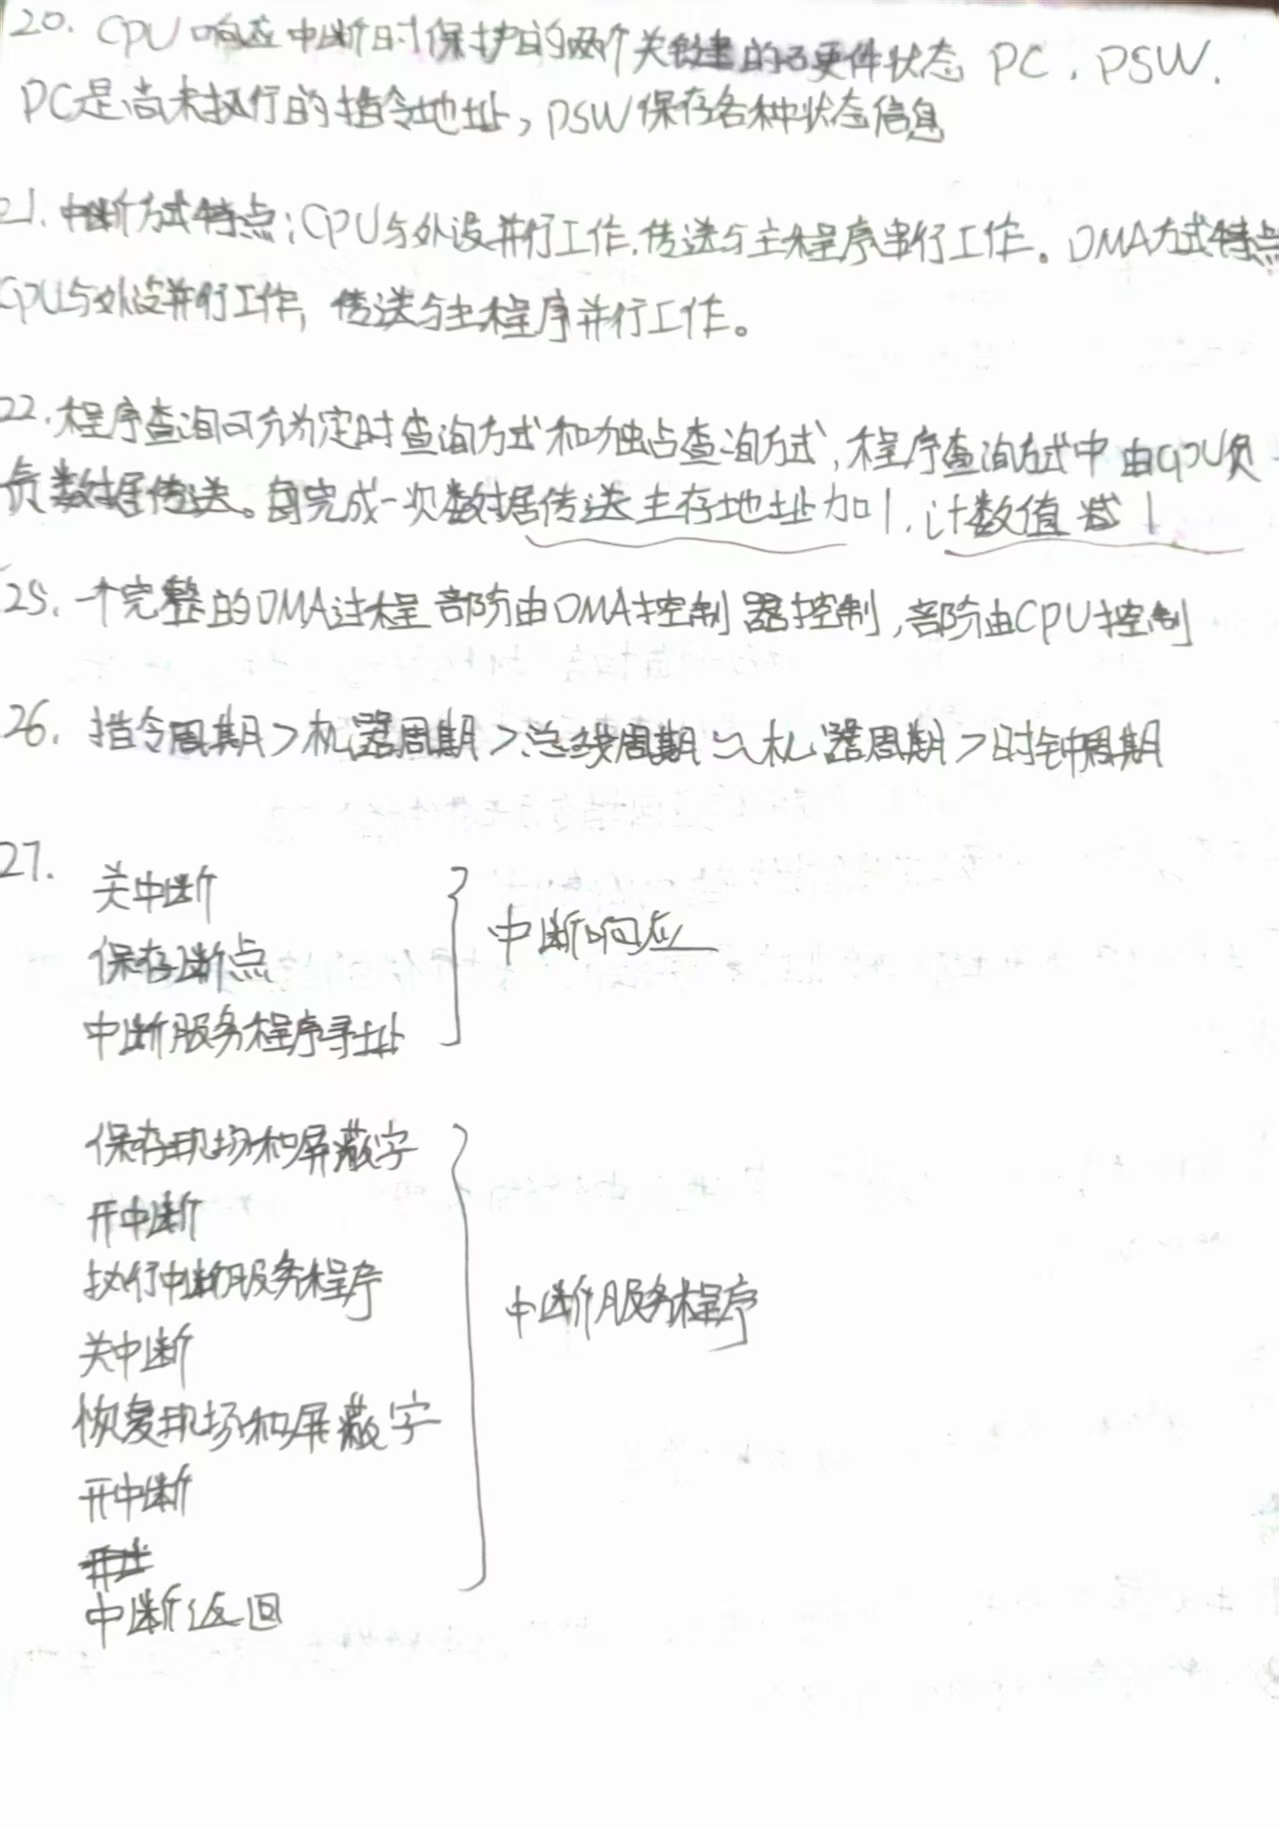 20. CPU响应中断时保护的两个关键的硬件状态 PC, PSW.
PC是尚未执行的指令地址, PSW保存各种状态信息
21. 中断方式特点: CPU与外设并行工作, 传送与主程序串行工作。DMA方式特点
CPU与外设并行工作, 传送与主程序并行工作。
22. 程序查询可分为定时查询方式和独占查询方式, 程序查询方式中由CPU负
负数据传送。每完成一次数据传送主存地址加1, 计数值减1
25. 一个完整的DMA过程部分由DMA控制器控制, 部分由CPU控制
26. 指令周期>机器周期>总线周期≈机器周期>时钟周期
27.
关中断
保存断点
中断响应
中断服务程序寻址
保存现场和屏蔽字
开中断
执行中断服务程序
中断服务程序
关中断
恢复现场和屏蔽字
开中断
中断返回